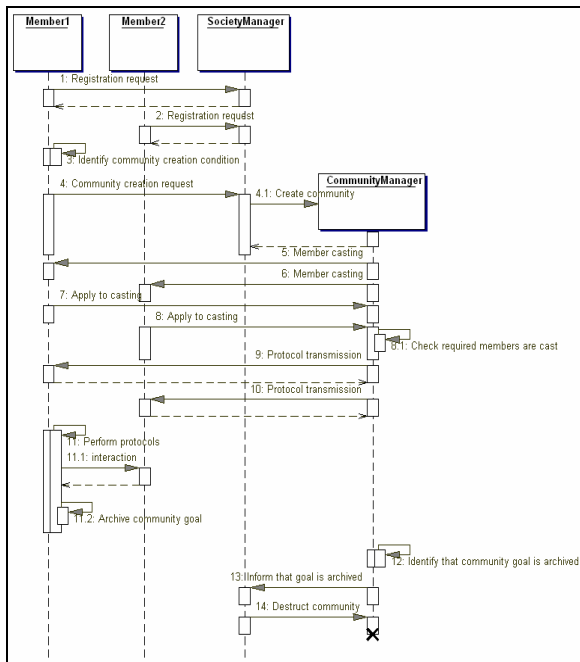 Member1
Member2
SocietyManager
1: Registration request
2: Registration request
3: Identify community creation condition
4: Community creation request
4.1: Create community
CommunityManager
5: Member casting
6: Member casting
7: Apply to casting
8: Apply to casting
8.1: Check required members are cast
9: Protocol transmission
10: Protocol transmission
11: Perform protocols
11.1: interaction
11.2: Archive community goal
12: Identify that community goal is archived
13: Inform that goal is archived
14: Destruct community